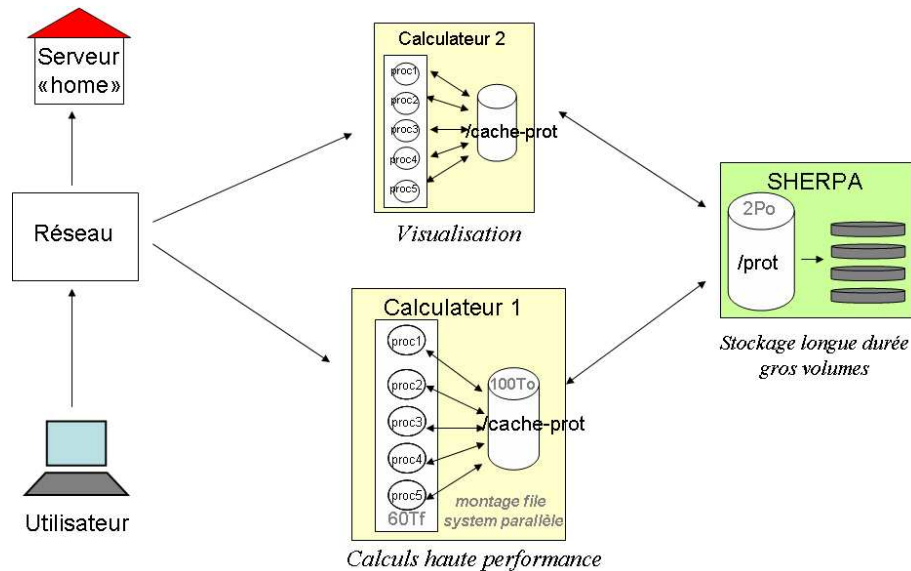 Serveur
«home»
Réseau
Utilisateur
Calculateur 2
proc1
proc2
proc3
proc4
proc5
/cache-prot
Visualisation
Calculateur 1
proc1
proc2
proc3
proc4
proc5
60Tf
100To
/cache-prot
montage file
system parallèle
Calculs haute performance
SHERPA
2Po
/prot
Stockage longue durée
gros volumes